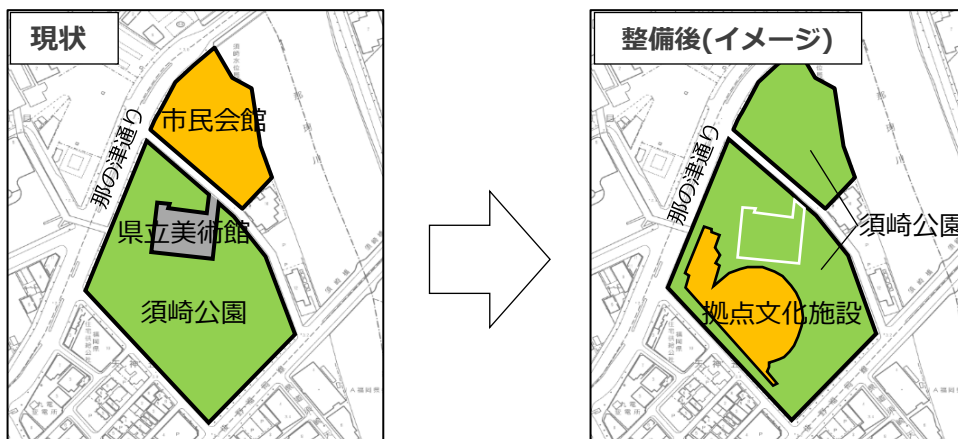 現状
市民会館
那の津通り
県立美術館
須崎公園
整備後(イメージ)
那の津通り
須崎公園
拠点文化施設